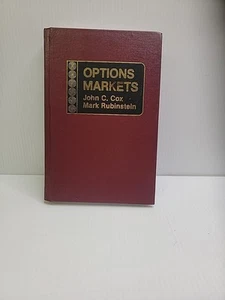 OPTIONS
MARKETS
John C. Cox
Mark Rubinstein